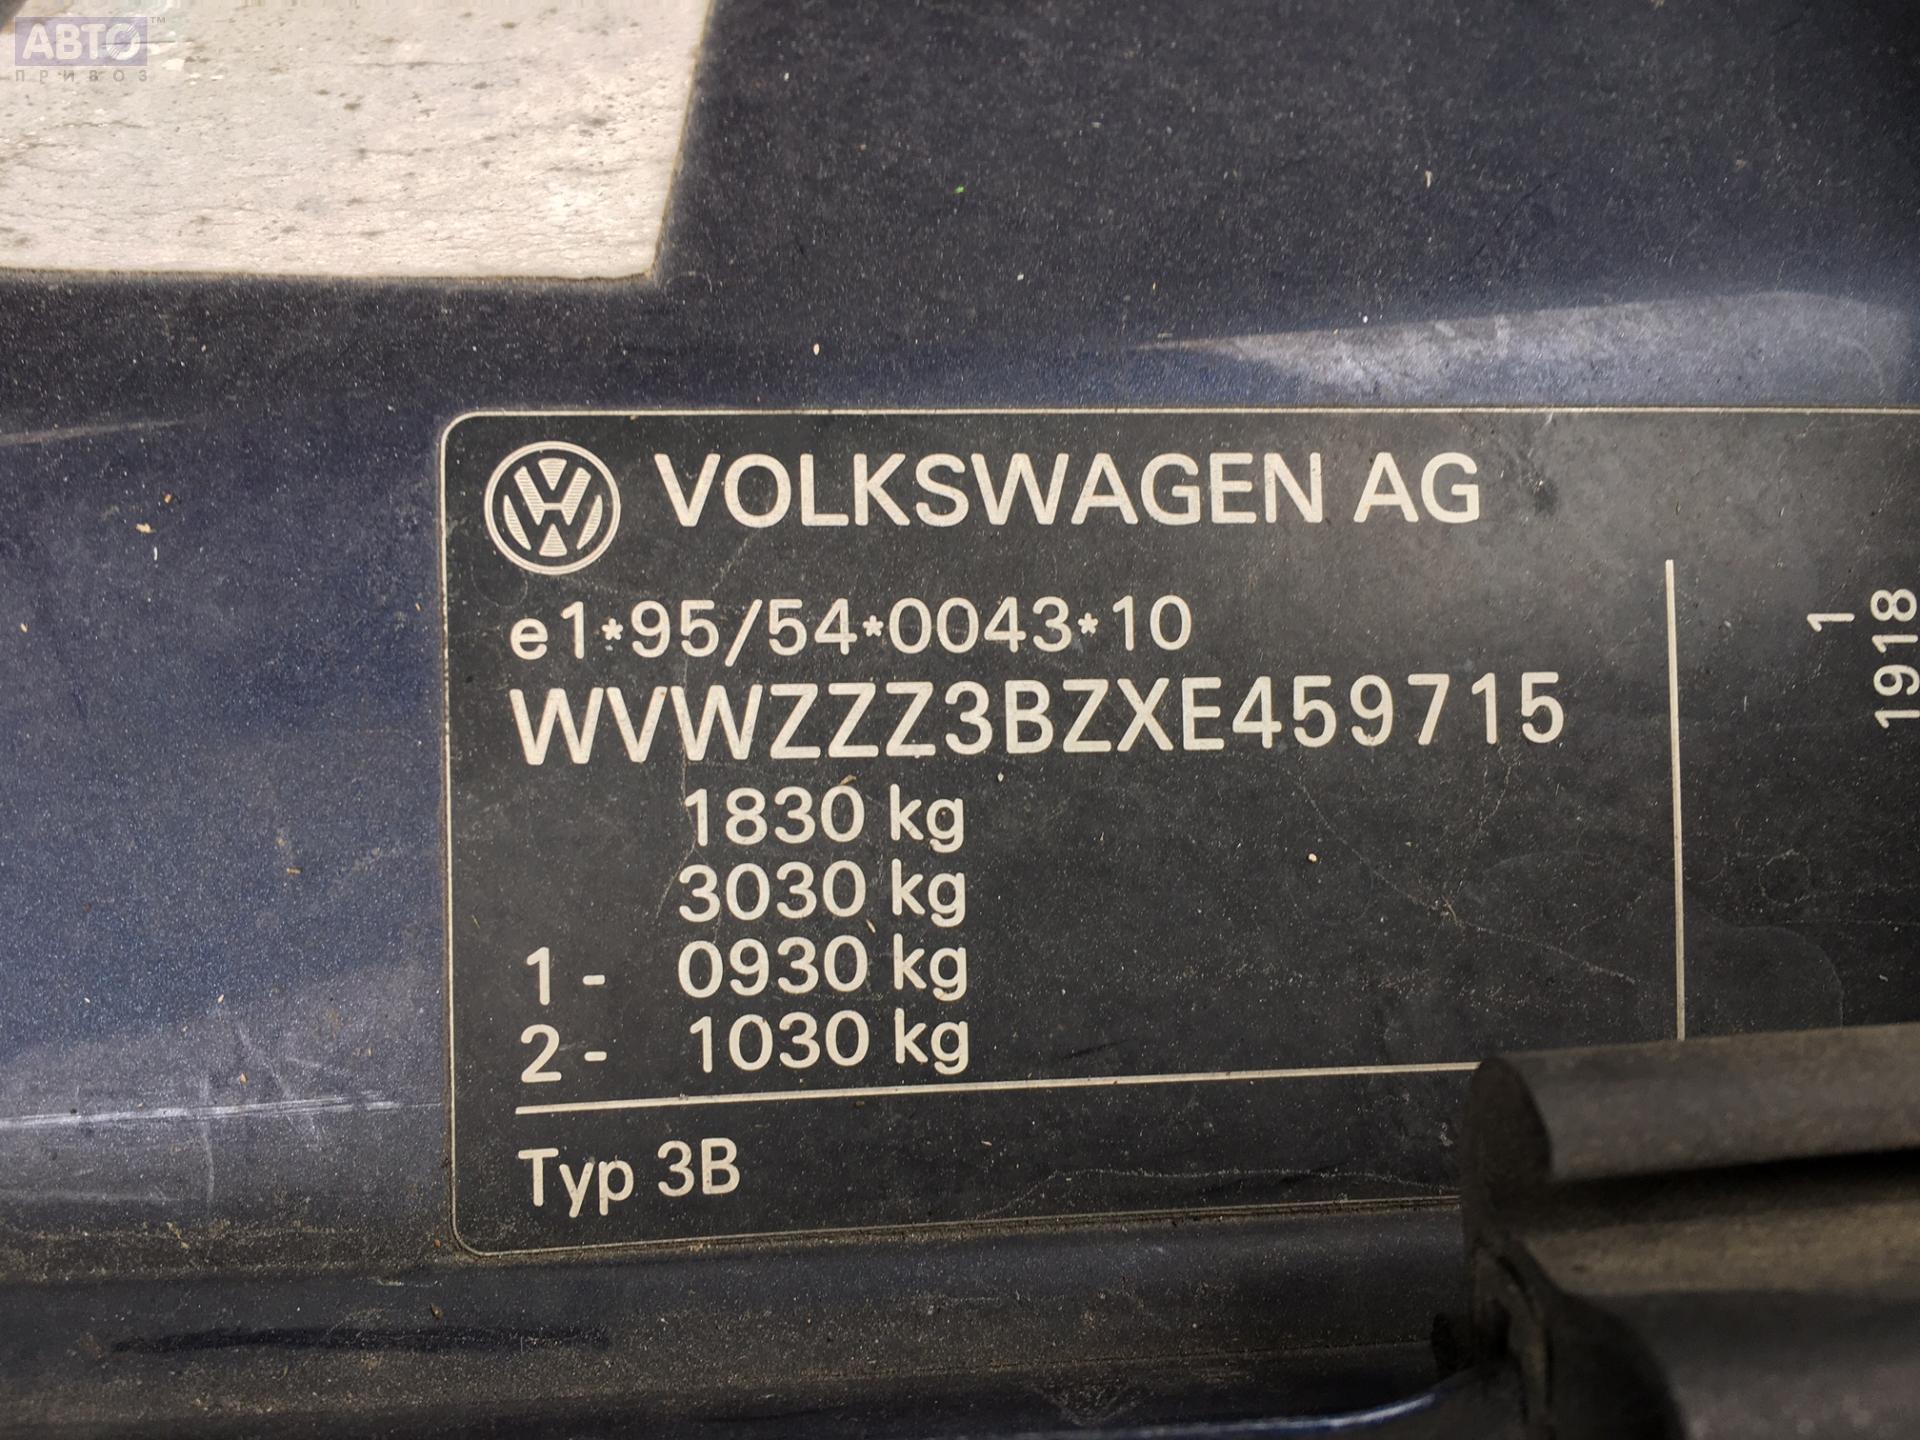 АВТО™
ПРИВОЗ
VOLKSWAGEN AG
e1*95/54*0043*10
WVWZZZ3BZXE459715
1830 kg
3030 kg
1 - 0930 kg
2 - 1030 kg
Typ 3B
1
1918